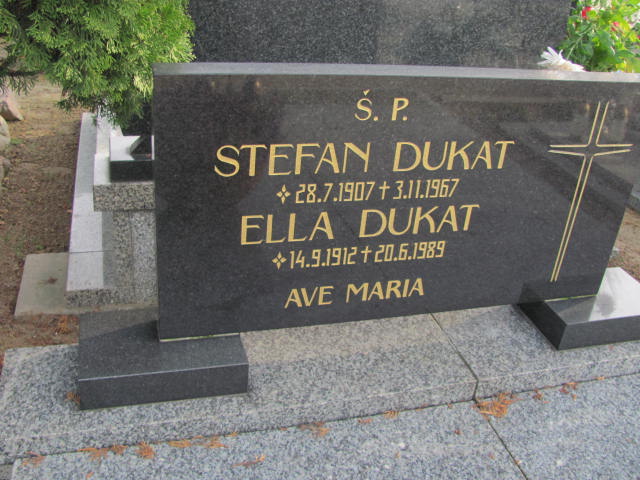 Š. P.
STEFAN DUKAT
✧ 28.7.1907 + 3.11.1967
ELLA DUKAT
✧ 14.9.1912 + 20.6.1989
AVE MARIA